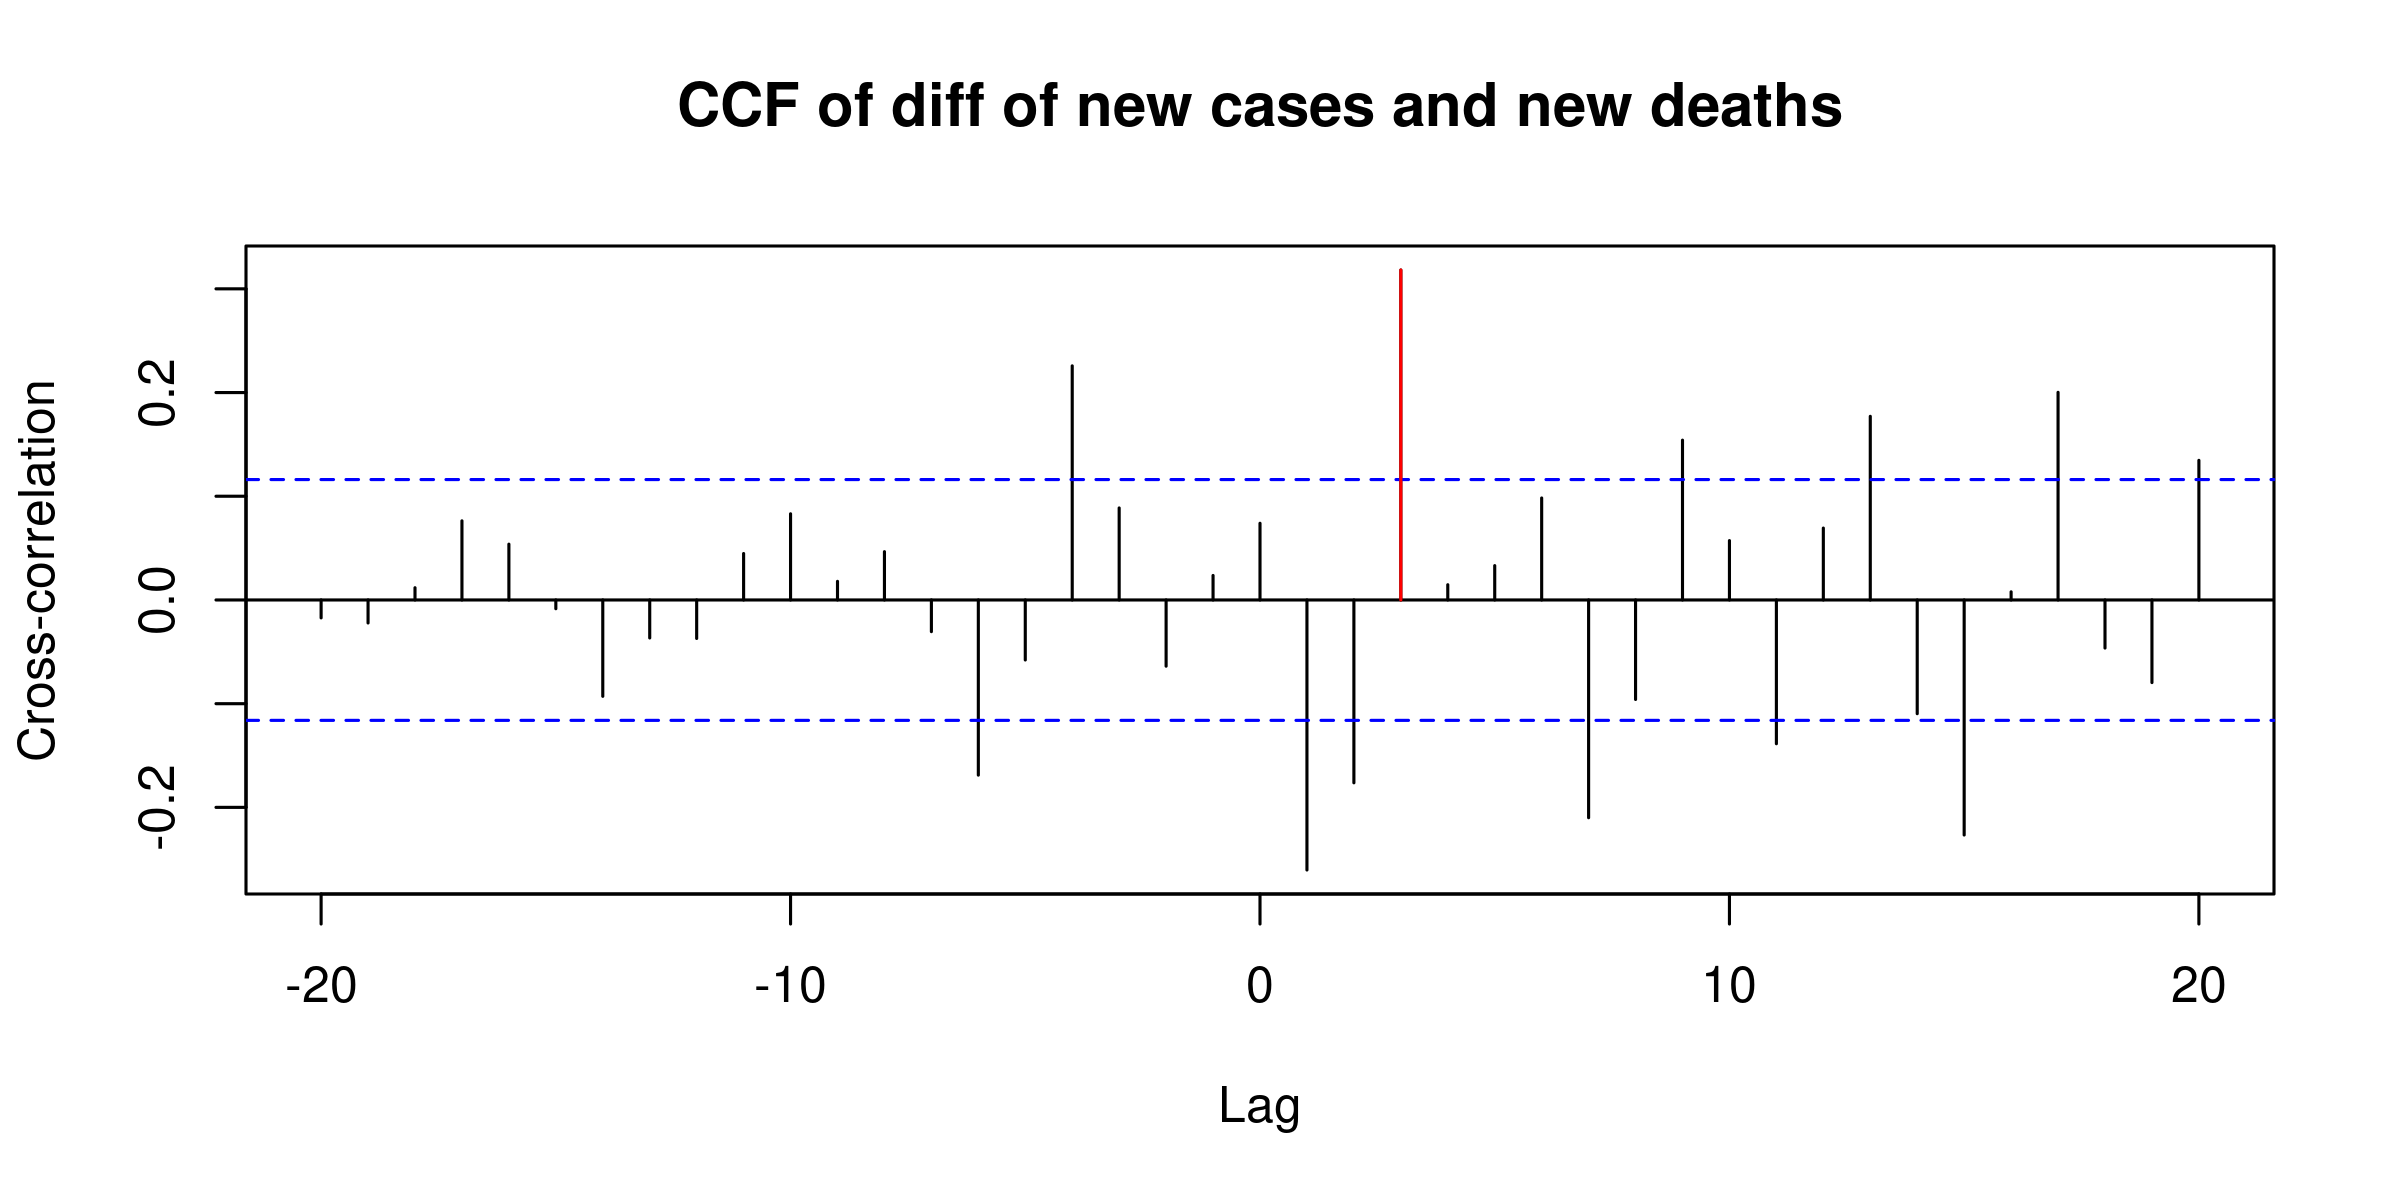 CCF of diff of new cases and new deaths
Cross-correlation
0.2
0.0
-0.2
-20 -10 0 10 20
Lag